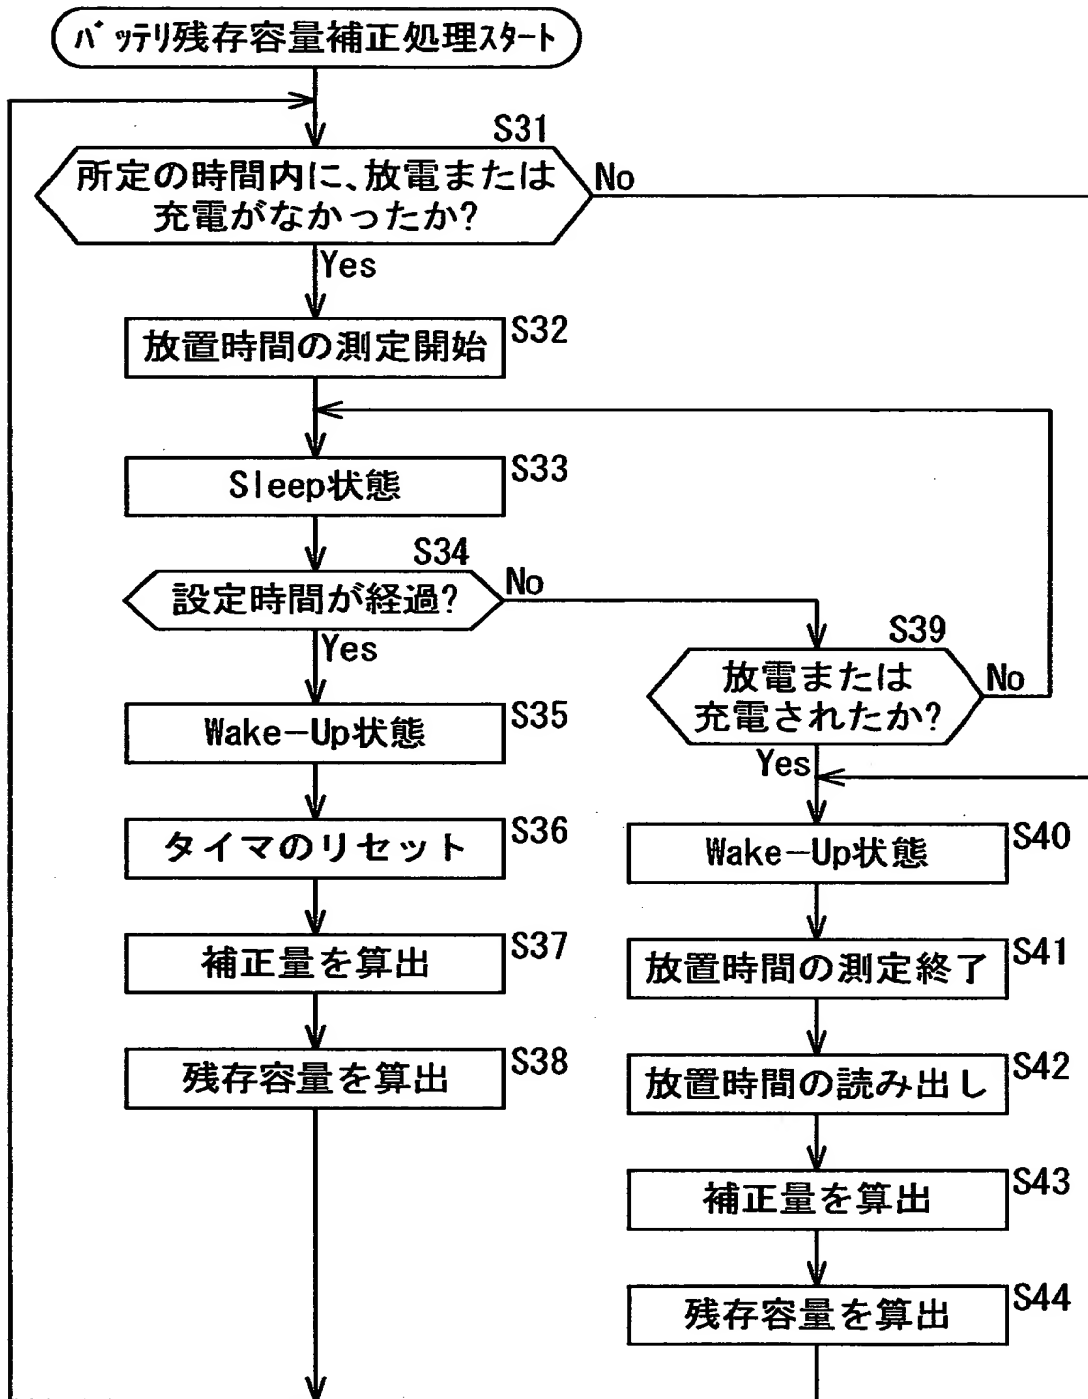 バッテリ残存容量補正処理スタート
S31
所定の時間内に、放電または
充電がなかったか?
No
Yes
放置時間の測定開始
S32
Sleep状態
S33
S34
設定時間が経過?
No
Yes
S39
放電または
充電されたか?
No
Yes
Wake-Up状態
S35
タイマのリセット
S36
補正量を算出
S37
残存容量を算出
S38
Wake-Up状態
S40
放置時間の測定終了
S41
放置時間の読み出し
S42
補正量を算出
S43
残存容量を算出
S44